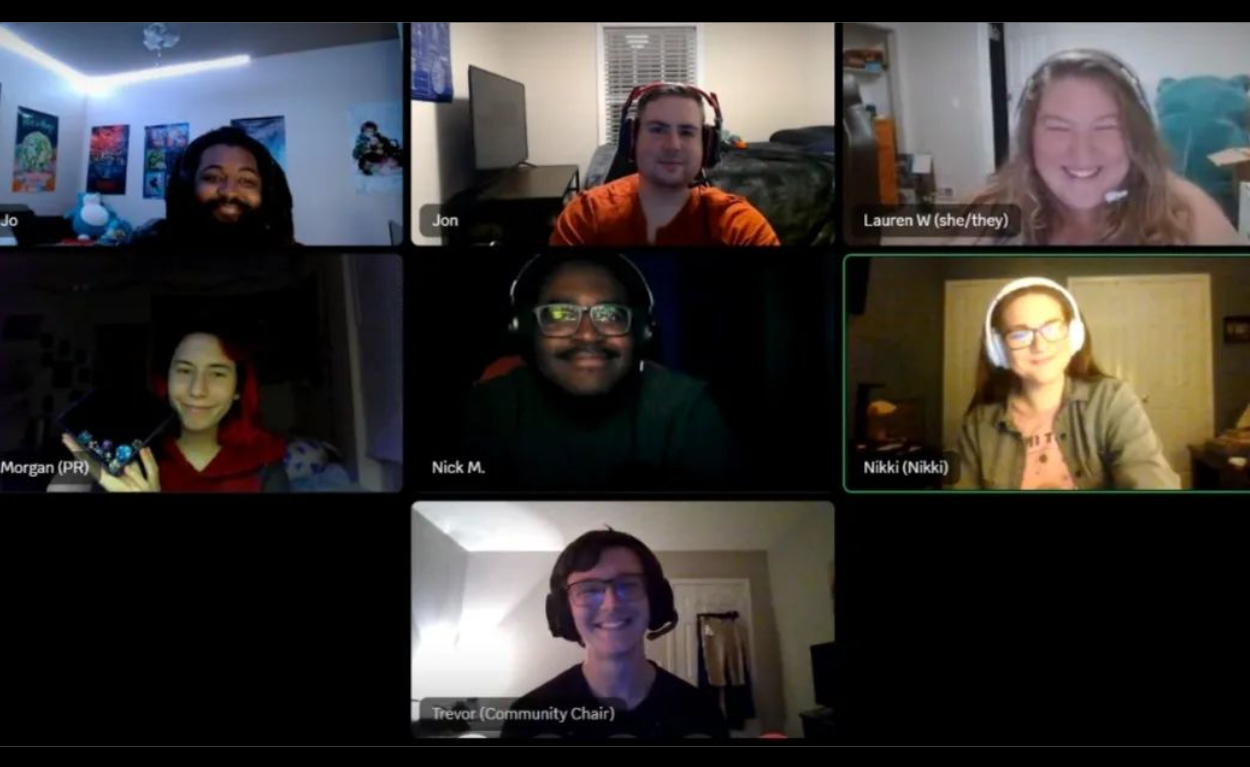 Jo
Jon
Lauren W (she/they)
Morgan (PR)
Nick M.
Nikki (Nikki)
Trevor (Community Chair)